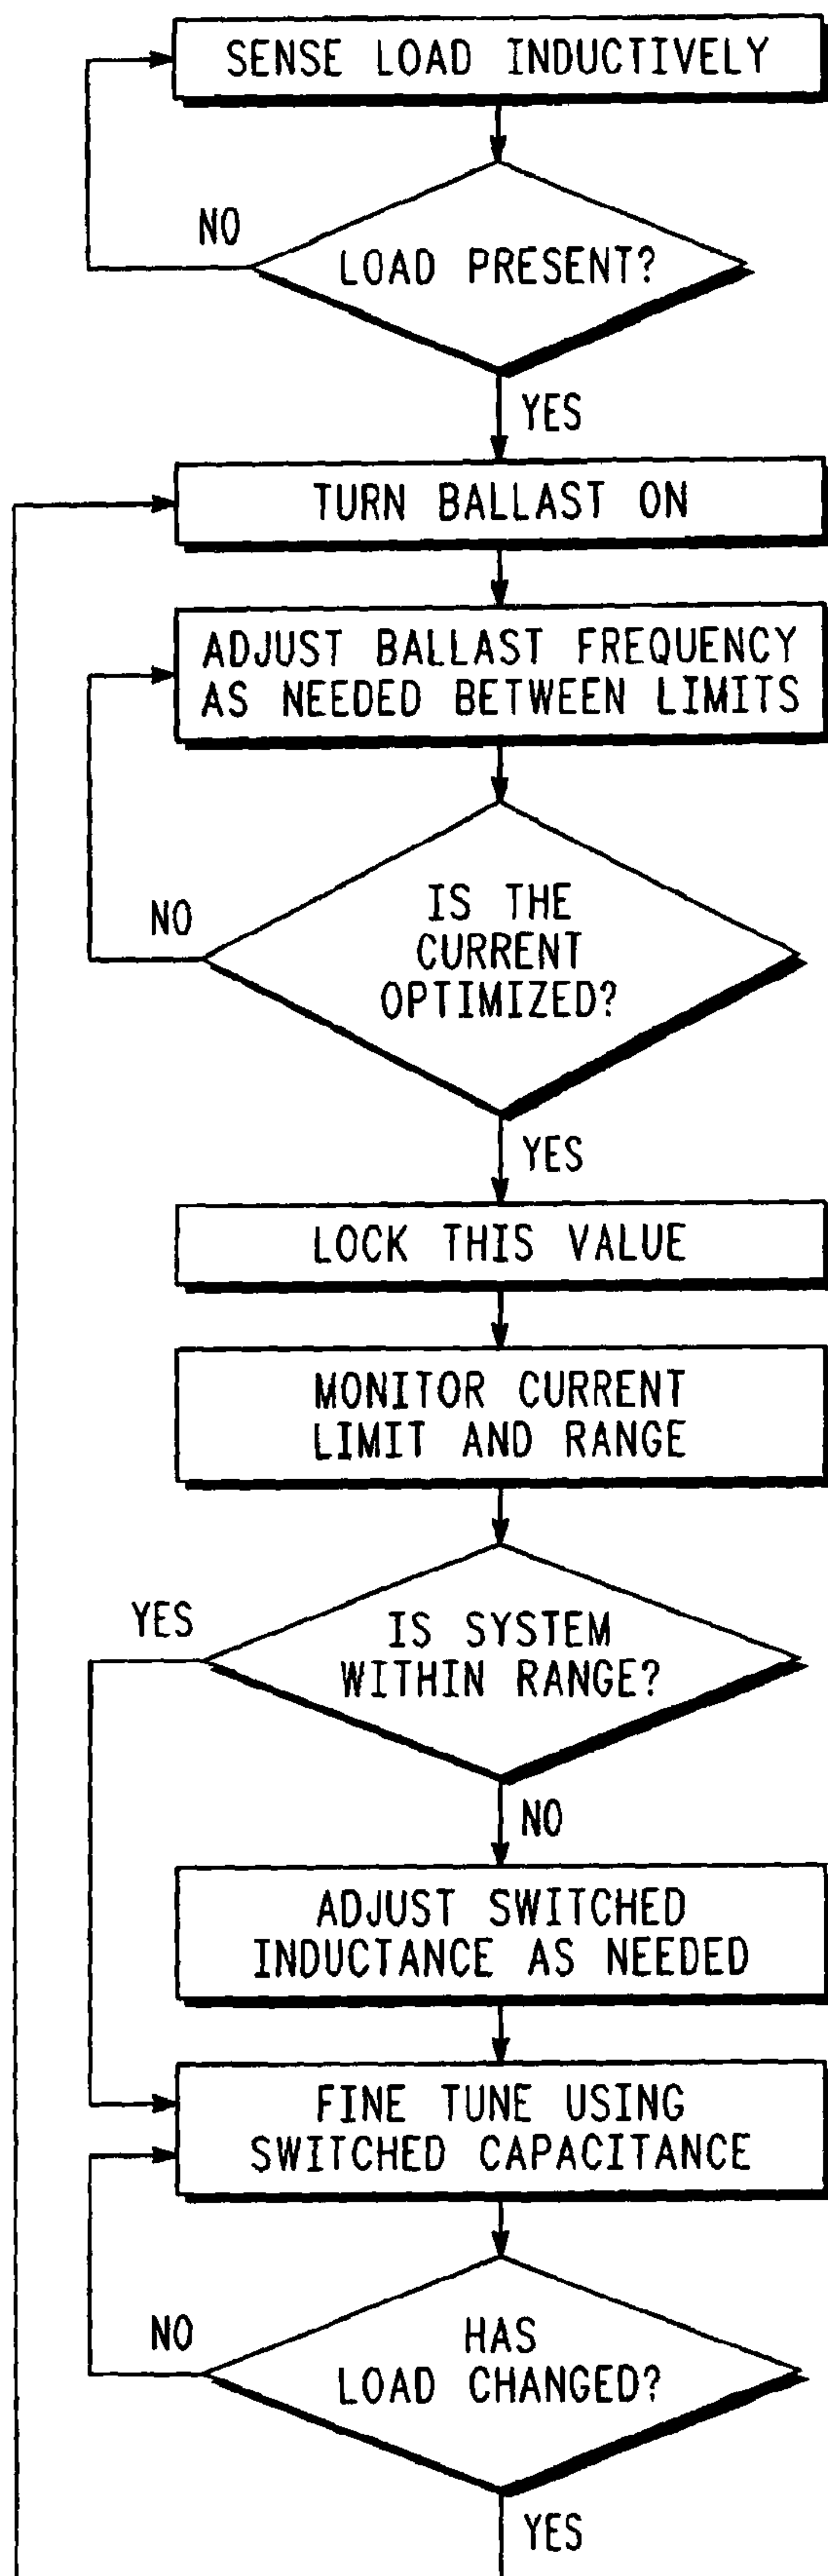 SENSE LOAD INDUCTIVELY
NO
LOAD PRESENT?
YES
TURN BALLAST ON
ADJUST BALLAST FREQUENCY
AS NEEDED BETWEEN LIMITS
NO
IS THE
CURRENT
OPTIMIZED?
YES
LOCK THIS VALUE
MONITOR CURRENT
LIMIT AND RANGE
YES
IS SYSTEM
WITHIN RANGE?
NO
ADJUST SWITCHED
INDUCTANCE AS NEEDED
FINE TUNE USING
SWITCHED CAPACITANCE
NO
HAS
LOAD CHANGED?
YES